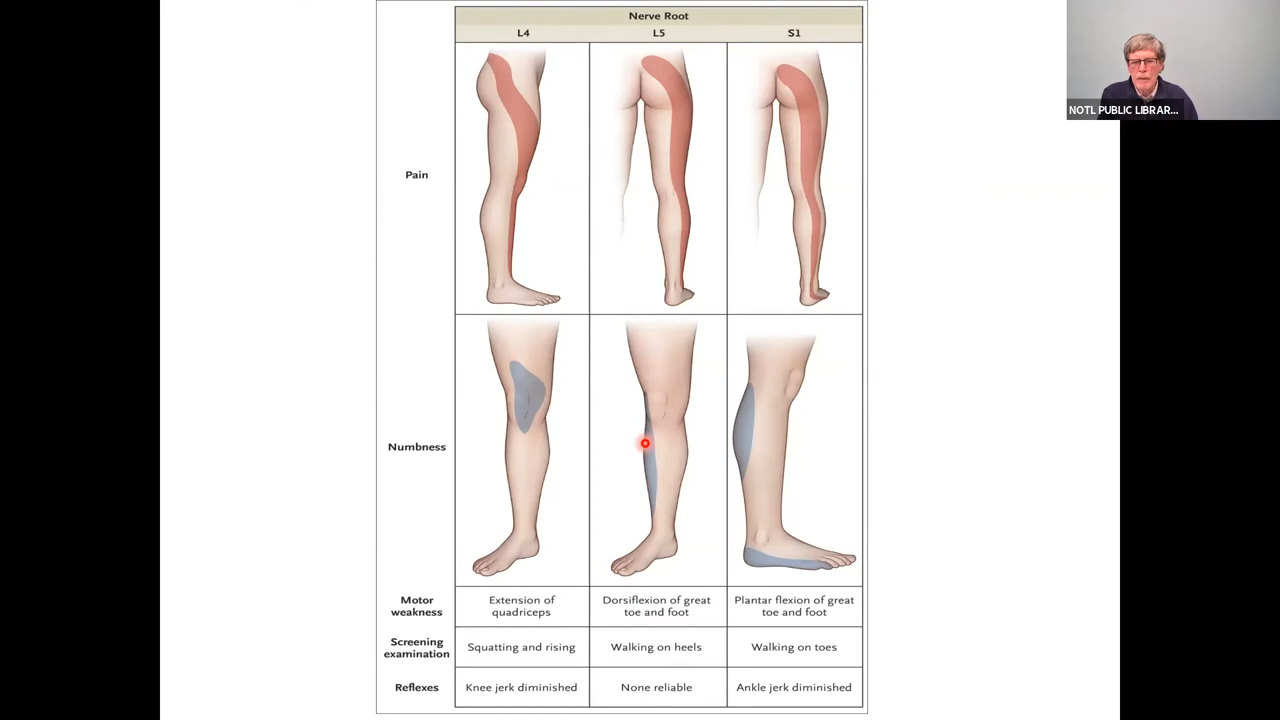 Nerve Root
L4 L5 S1
Pain
Numbness
Motor weakness
Extension of quadriceps
Dorsiflexion of great toe and foot
Plantar flexion of great toe and foot
Screening examination
Squatting and rising
Walking on heels
Walking on toes
Reflexes
Knee jerk diminished
None reliable
Ankle jerk diminished
NOTL PUBLIC LIBRAR...